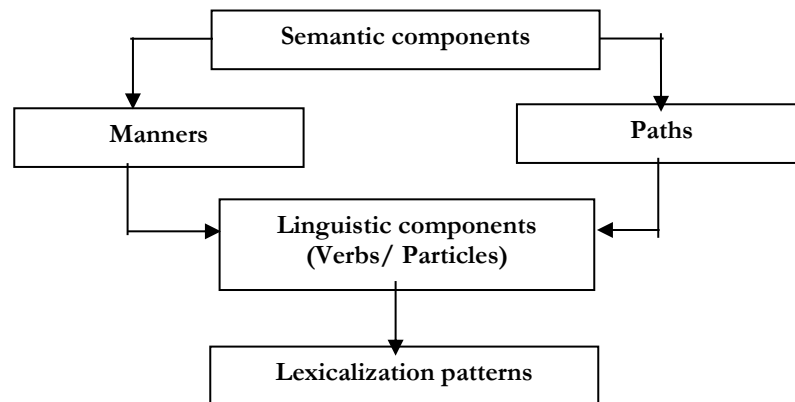 Semantic components
Manners
Paths
Linguistic components
(Verbs/ Particles)
Lexicalization patterns